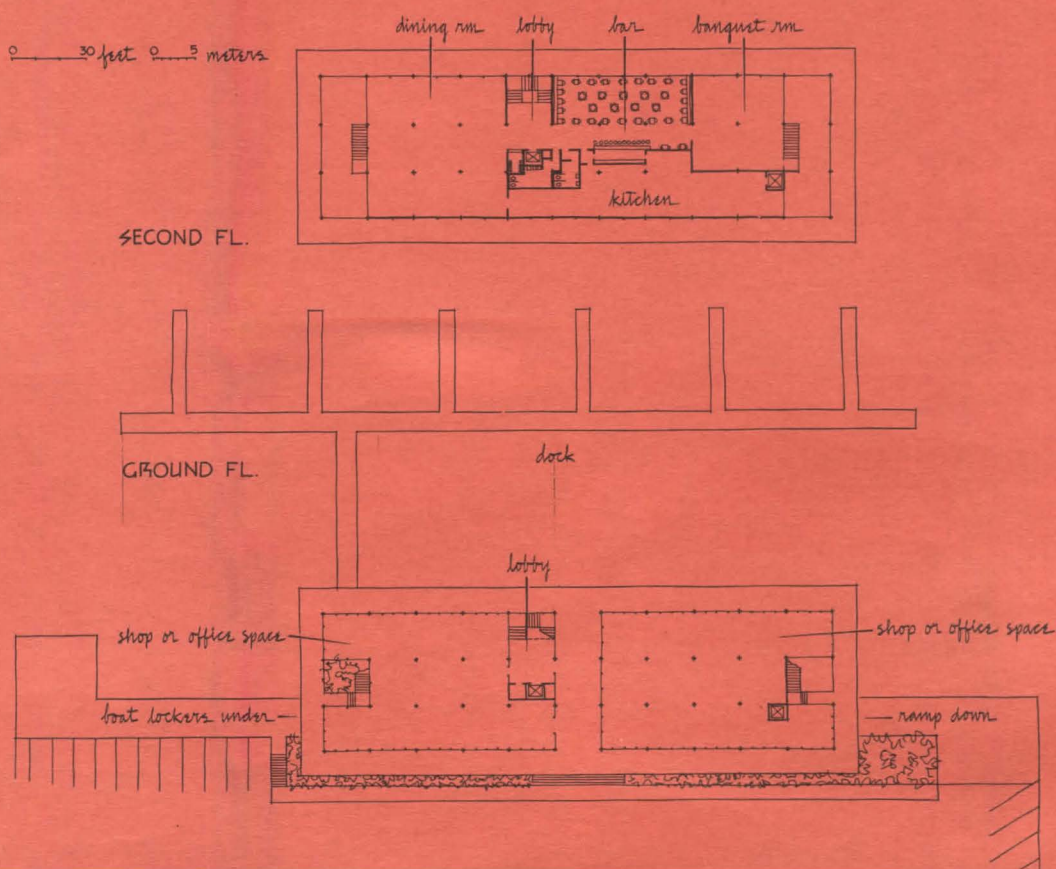 dining rm lobby bar banquet rm
0 30 feet 0 5 meters
kitchen
SECOND FL.
dock
GROUND FL.
lobby
shop or office space
shop or office space
boat lockers under
ramp down